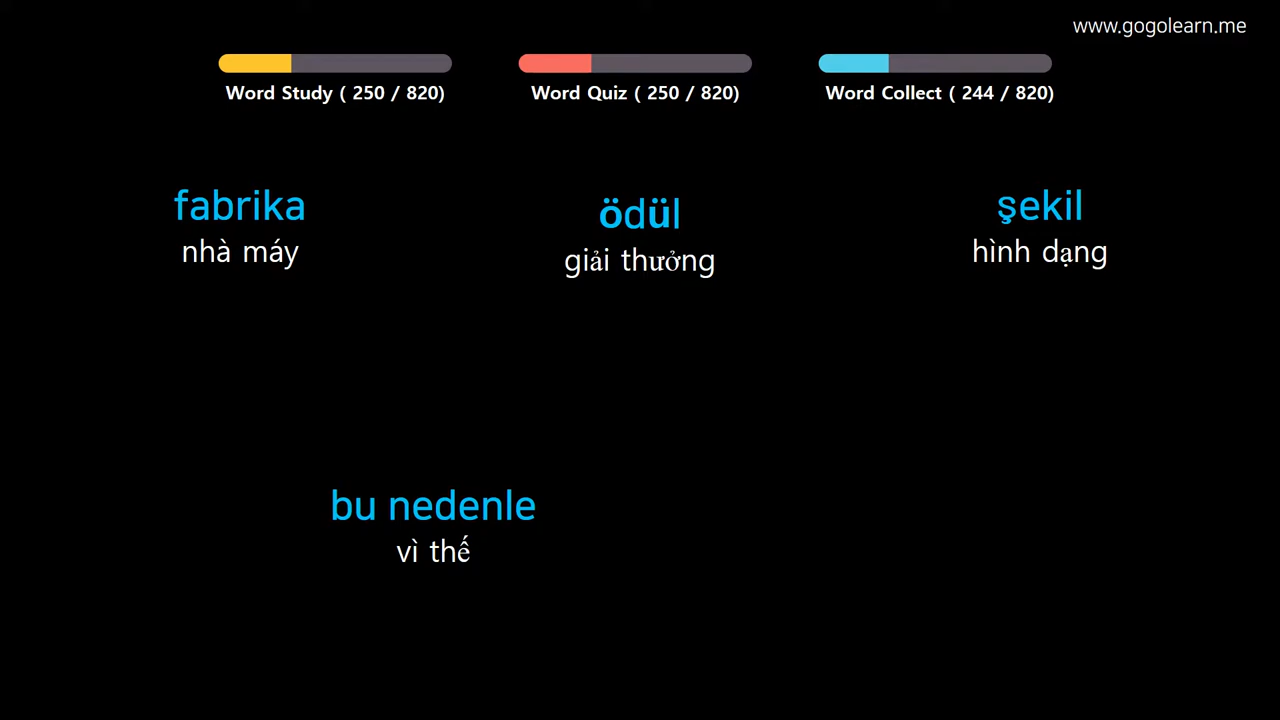 www.gogolearn.me
Word Study ( 250 / 820)
Word Quiz ( 250 / 820)
Word Collect ( 244 / 820)
fabrika
nhà máy
ödül
giải thưởng
şekil
hình dạng
bu nedenle
vì thế